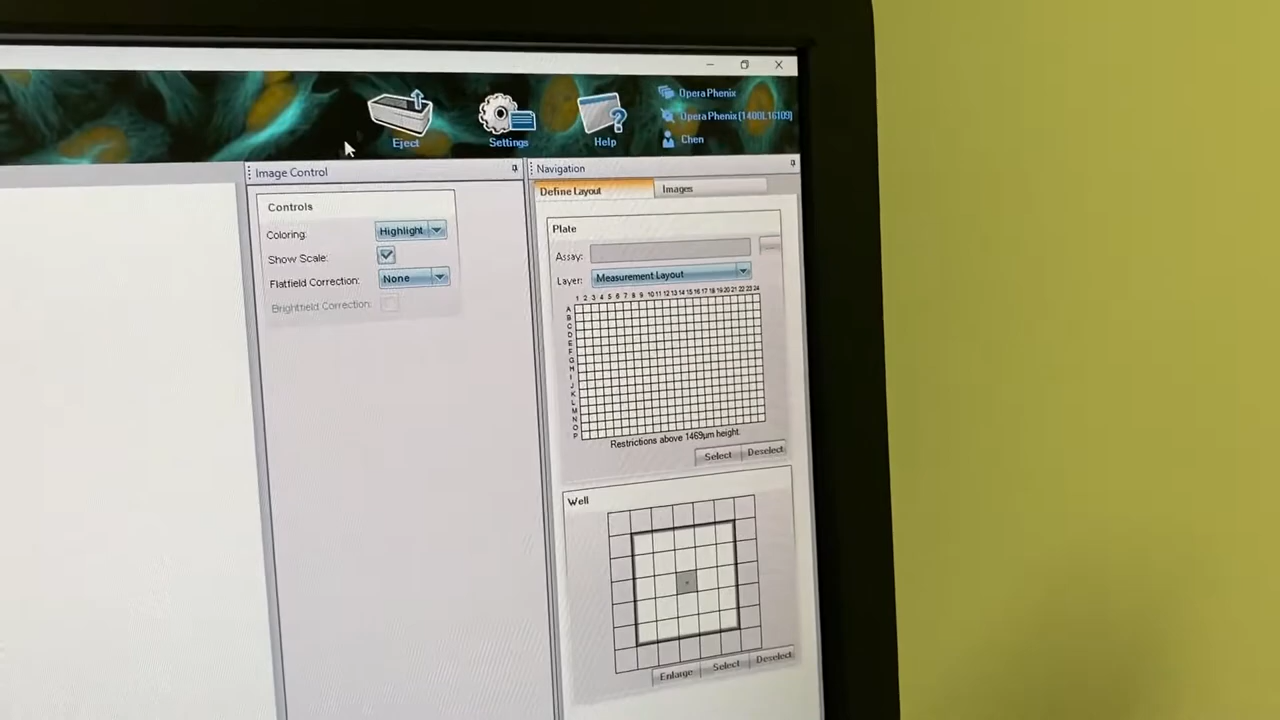 Eject
Settings
Help
Opera Phenix
Opera Phenix [1400L16109]
Chen
Image Control
Controls
Coloring: Highlight
Show Scale:
Flatfield Correction: None
Brightfield Correction:
Navigation
Define Layout Images
Plate
Assay: ...
Layer: Measurement Layout
1 2 3 4 5 6 7 8 9 10 11 12 13 14 15 16 17 18 19 20 21 22 23 24
A
B
C
D
E
F
G
H
I
J
K
L
M
N
O
P
Restrictions above 1469µm height.
Select Deselect
Well
Enlarge Select Deselect